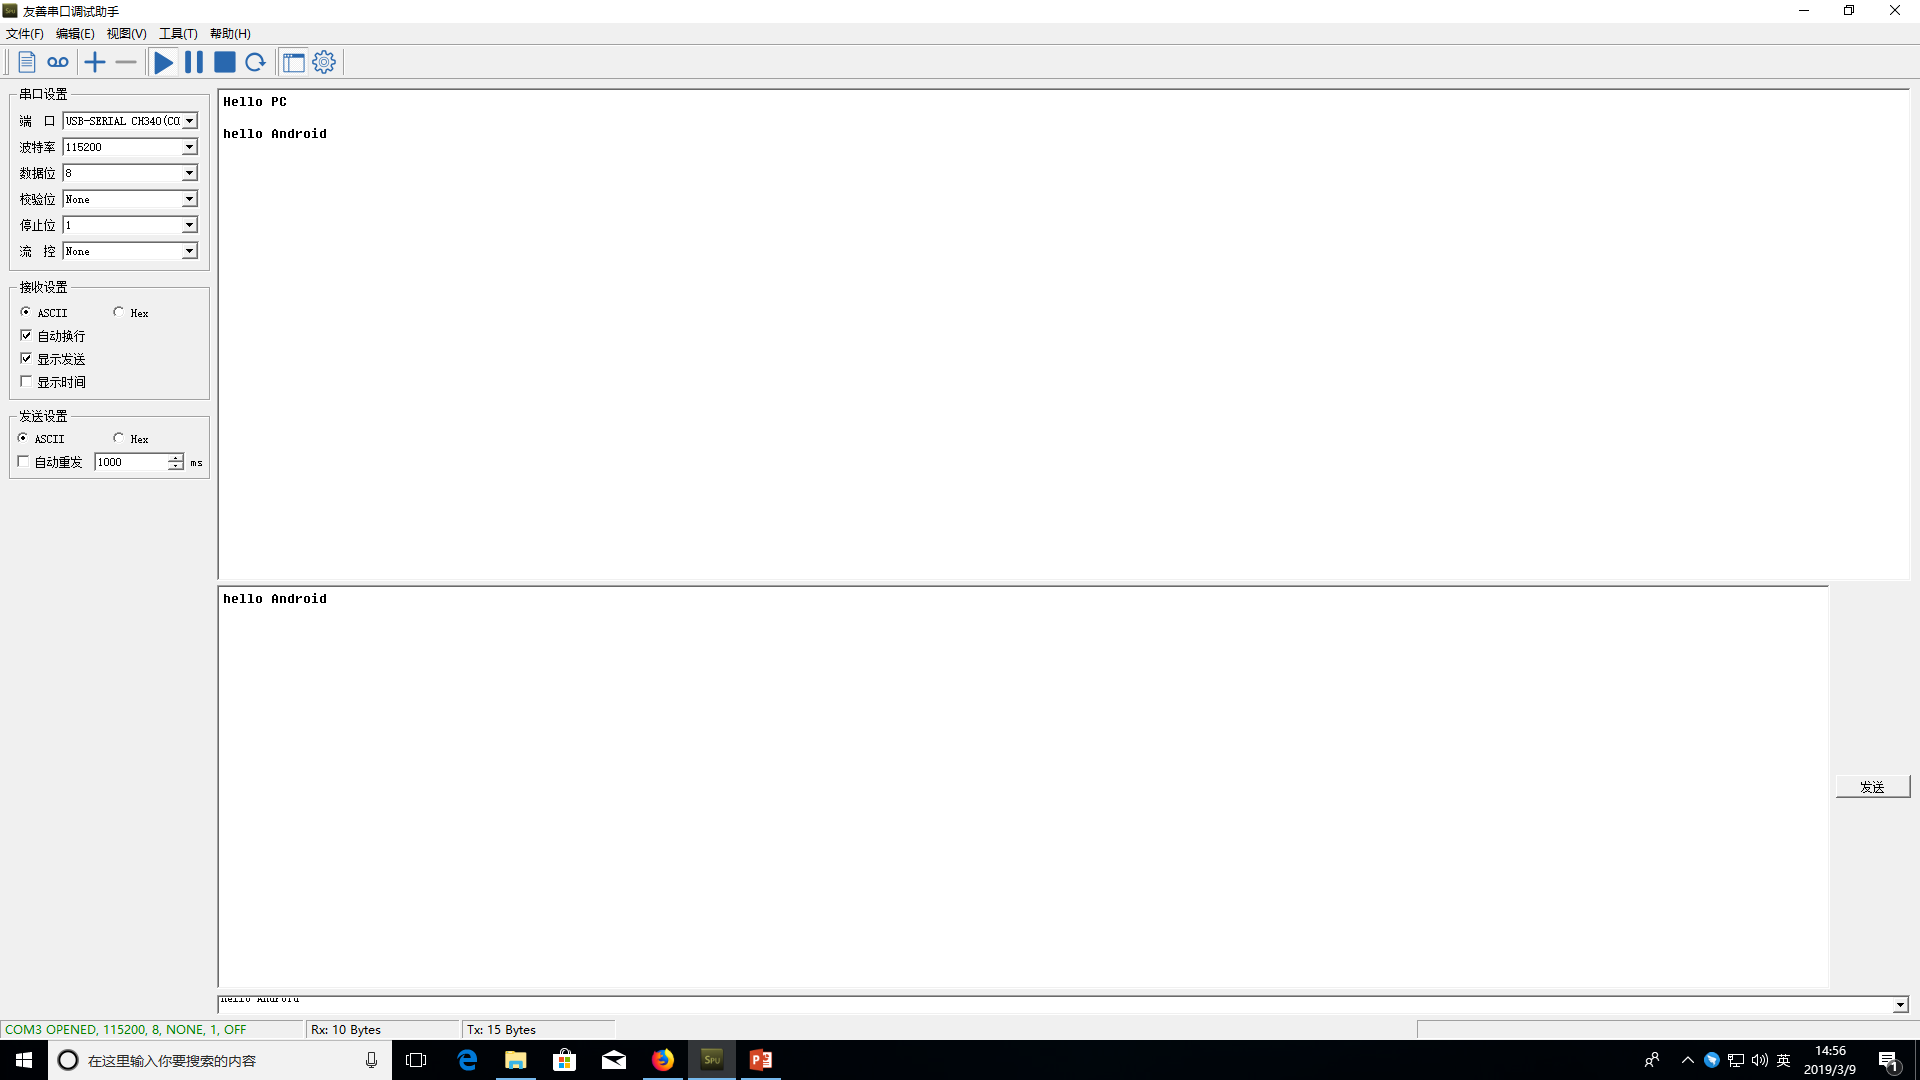 友善串口调试助手
文件(F) 编辑(E) 视图(V) 工具(T) 帮助(H)
串口设置
端 口 USB-SERIAL CH340(CO
波特率 115200
数据位 8
校验位 None
停止位 1
流 控 None
接收设置
ASCII Hex
自动换行
显示发送
显示时间
发送设置
ASCII Hex
自动重发 1000 ms
Hello PC
hello Android
hello Android
发送
hello Android
COM3 OPENED, 115200, 8, NONE, 1, OFF Rx: 10 Bytes Tx: 15 Bytes
在这里输入你要搜索的内容
SPU
英
14:56
2019/3/9
1